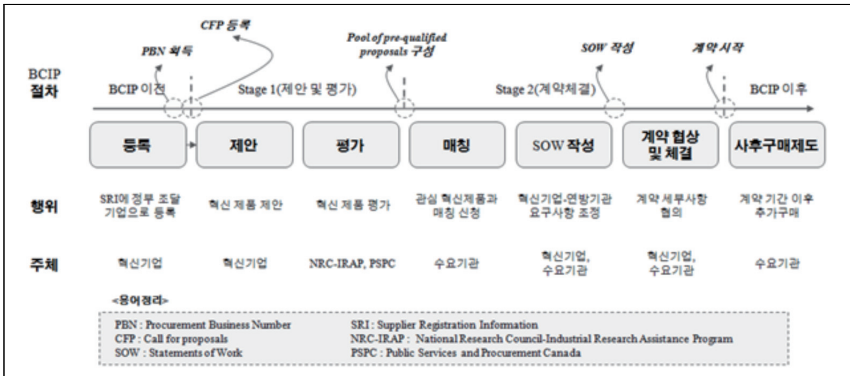 CFP 등록
PBN 획득
Pool of pre-qualified
proposals 구성
SOW 작성
계약 시작
BCIP
절차
BCIP 이전
Stage 1(제안 및 평가)
Stage 2(계약체결)
BCIP 이후
등록
제안
평가
매칭
SOW 작성
계약 협상
및 체결
사후구매제도
행위
SRI에 정부 조달
기업으로 등록
혁신 제품 제안
혁신 제품 평가
관심 혁신제품과
매칭 신청
혁신기업-연방기관
요구사항 조정
계약 세부사항
협의
계약 기간 이후
추가구매
주체
혁신기업
혁신기업
NRC-IRAP, PSPC
수요기관
혁신기업,
수요기관
혁신기업,
수요기관
수요기관
<용어정리>
PBN : Procurement Business Number
SRI : Supplier Registration Information
CFP : Call for proposals
NRC-IRAP : National Research Council-Industrial Research Assistance Program
SOW : Statements of Work
PSPC : Public Services and Procurement Canada